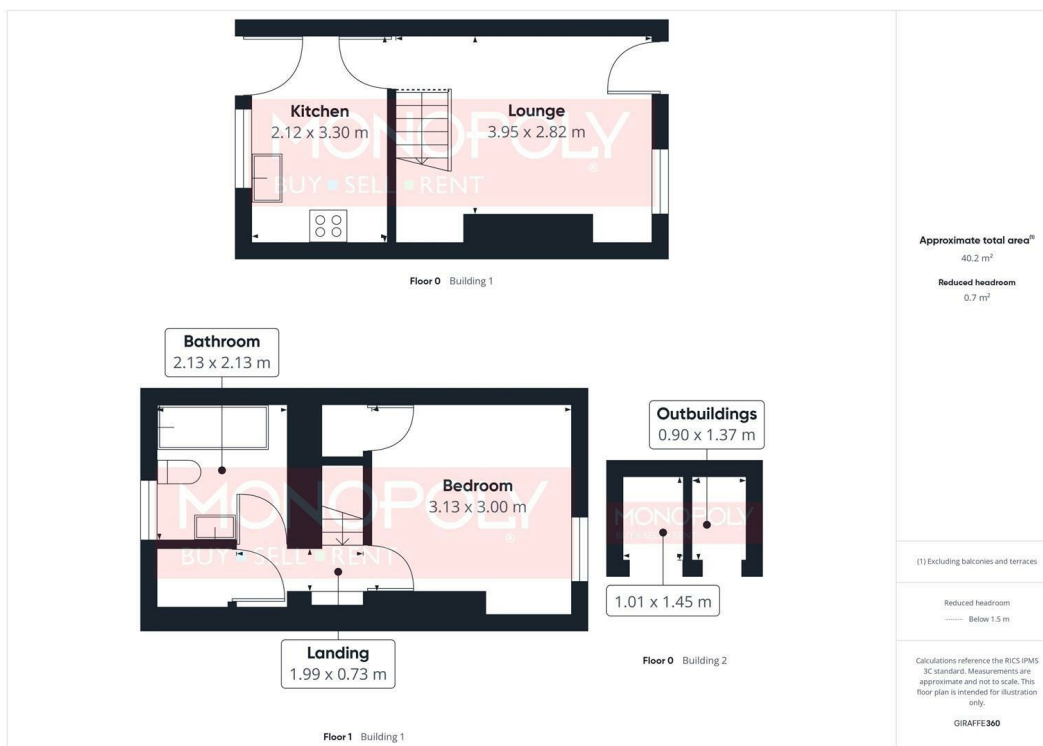 Kitchen
2.12 x 3.30 m
Lounge
3.95 x 2.82 m
MONOPOLY
®
BUY SELL RENT
Floor 0 Building 1
Bathroom
2.13 x 2.13 m
Bedroom
3.13 x 3.00 m
MONOPOLY
®
BUY SELL RENT
Landing
1.99 x 0.73 m
Floor 1 Building 1
Outbuildings
0.90 x 1.37 m
MONOPOLY
BUY SELL RENT
1.01 x 1.45 m
Floor 0 Building 2
Approximate total area(1)
40.2 m²
Reduced headroom
0.7 m²
(1) Excluding balconies and terraces
Reduced headroom
Below 1.5 m
Calculations reference the RICS IPMS
3C standard. Measurements are
approximate and not to scale. This
floor plan is intended for illustration
only.
GIRAFFE360